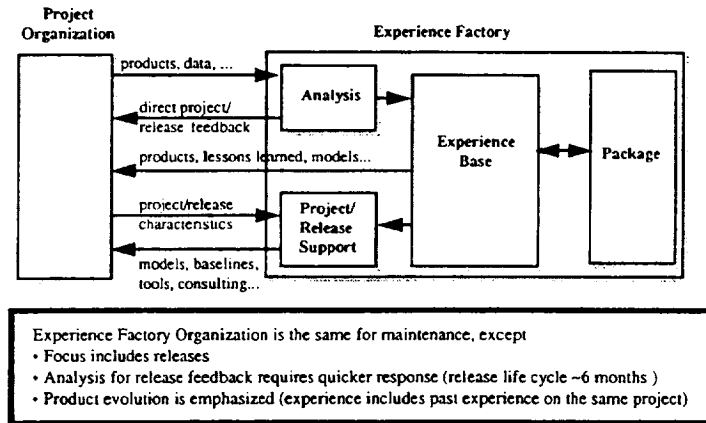 Project
Organization
Experience Factory
products, data, ...
Analysis
direct project/
release feedback
Experience
Base
Package
products, lessons learned, models...
project/release
characteristics
Project/
Release
Support
models, baselines,
tools, consulting...
Experience Factory Organization is the same for maintenance, except
• Focus includes releases
• Analysis for release feedback requires quicker response (release life cycle ~6 months )
• Product evolution is emphasized (experience includes past experience on the same project)